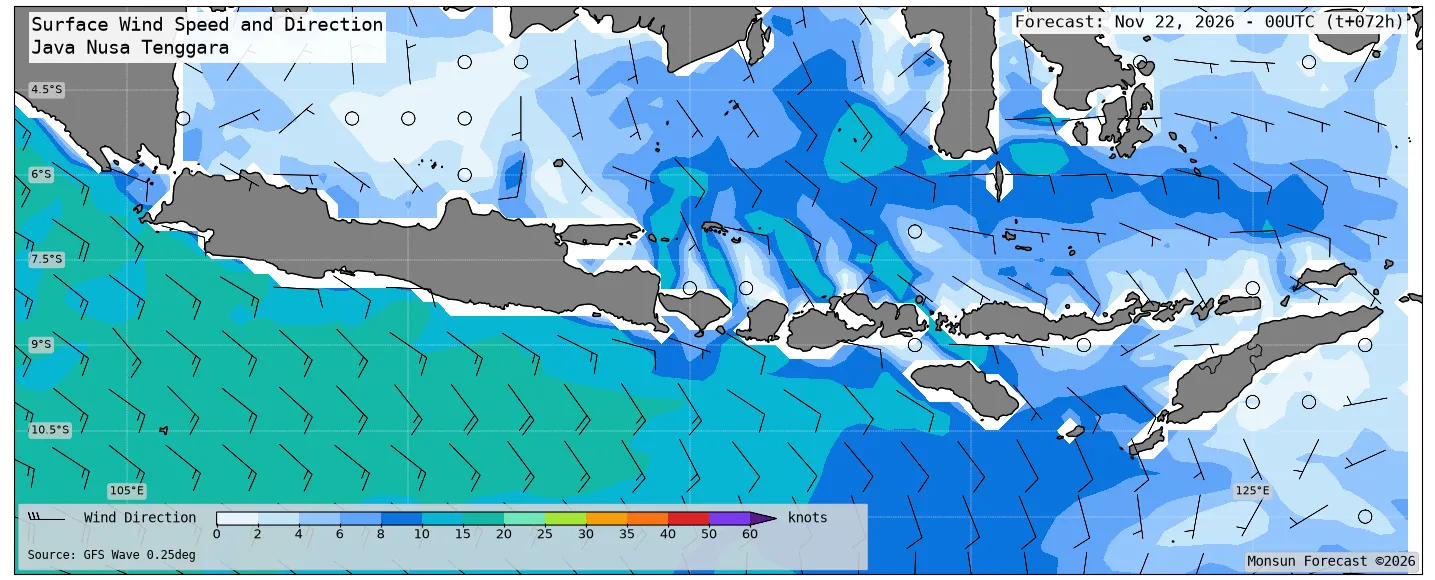 Surface Wind Speed and Direction
Java Nusa Tenggara
Forecast: Nov 22, 2026 - 00UTC (t+072h)
4.5°S
6°S
7.5°S
9°S
10.5°S
105°E
125°E
Wind Direction
0 2 4 6 8 10 15 20 25 30 35 40 50 60
knots
Source: GFS Wave 0.25deg
Monsun Forecast ©2026